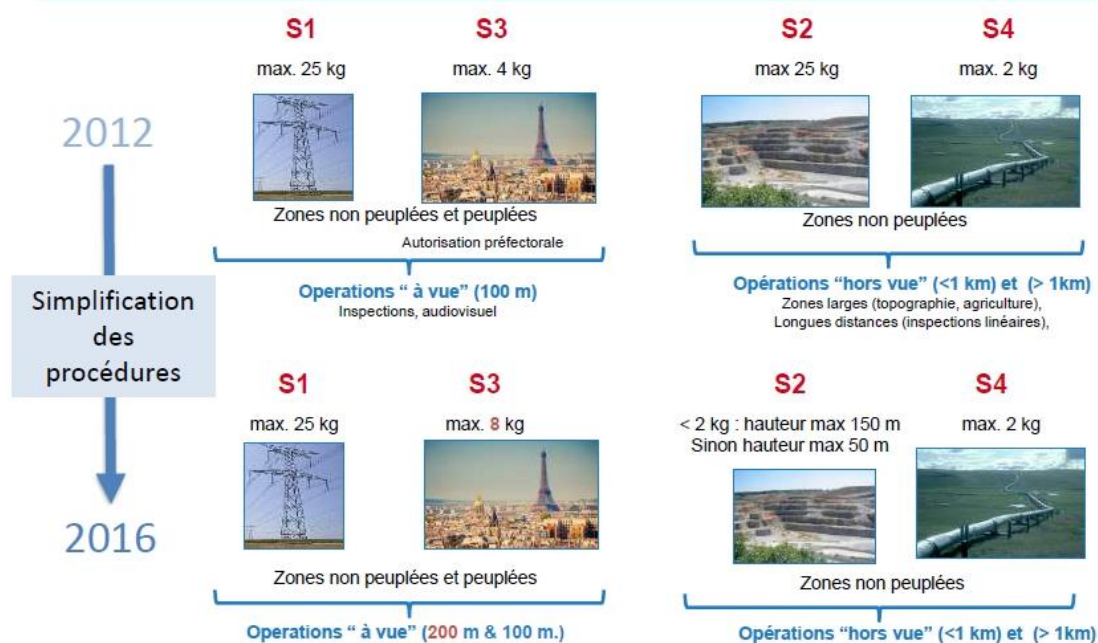 S1
S3
S2
S4
max. 25 kg
max. 4 kg
max 25 kg
max. 2 kg
2012
Zones non peuplées et peuplées
Autorisation préfectorale
Zones non peuplées
Operations “ à vue” (100 m)
Inspections, audiovisuel
Opérations “hors vue” (<1 km) et (> 1km)
Zones larges (topographie, agriculture),
Longues distances (inspections linéaires),
Simplification
des
procédures
S1
S3
S2
S4
max. 25 kg
max. 8 kg
< 2 kg : hauteur max 150 m
Sinon hauteur max 50 m
max. 2 kg
2016
Zones non peuplées et peuplées
Zones non peuplées
Operations “ à vue” (200 m & 100 m.)
Opérations “hors vue” (<1 km) et (> 1km)